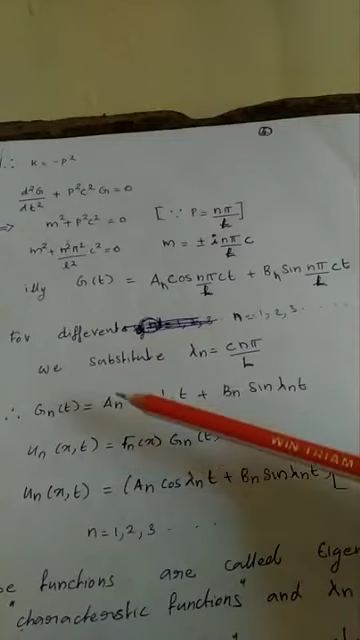 6
∴ K = -p²
d²G/dt² + p²c²G = 0
⇒ m² + p²c² = 0 [∵ p = nπ/L]
m² + n²π²/l² c² = 0 m = ± i nπ/L c
illy G(t) = An cos nπ/L ct + Bn sin nπ/L ct
For different n = 1, 2, 3 . . . .
we substitute λn = cnπ/L
∴ Gn(t) = An t + Bn Sin λnt
un (x,t) = Fn(x) Gn(t)
un(x,t) = (An cos λnt + Bn sin λnt)
WIN TRIAM
n = 1, 2, 3 . . .
functions are called Eigen
"characterstic functions" and λn